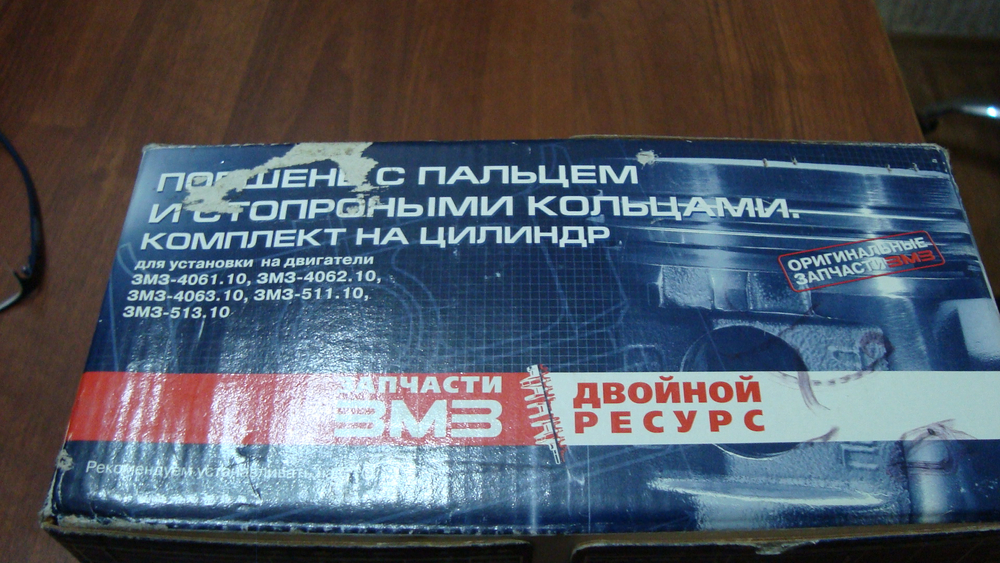 ПОРШЕНЬ С ПАЛЬЦЕМ
И СТОПРОНЫМИ КОЛЬЦАМИ.
КОМПЛЕКТ НА ЦИЛИНДР
для установки на двигатели
ЗМЗ-4061.10, ЗМЗ-4062.10,
ЗМЗ-4063.10, ЗМЗ-511.10,
ЗМЗ-513.10
ОРИГИНАЛЬНЫЕ
ЗАПЧАСТИ ЗМЗ
ЗАПЧАСТИ
ЗМЗ
ДВОЙНОЙ
РЕСУРС
Рекомендуем устанавливать